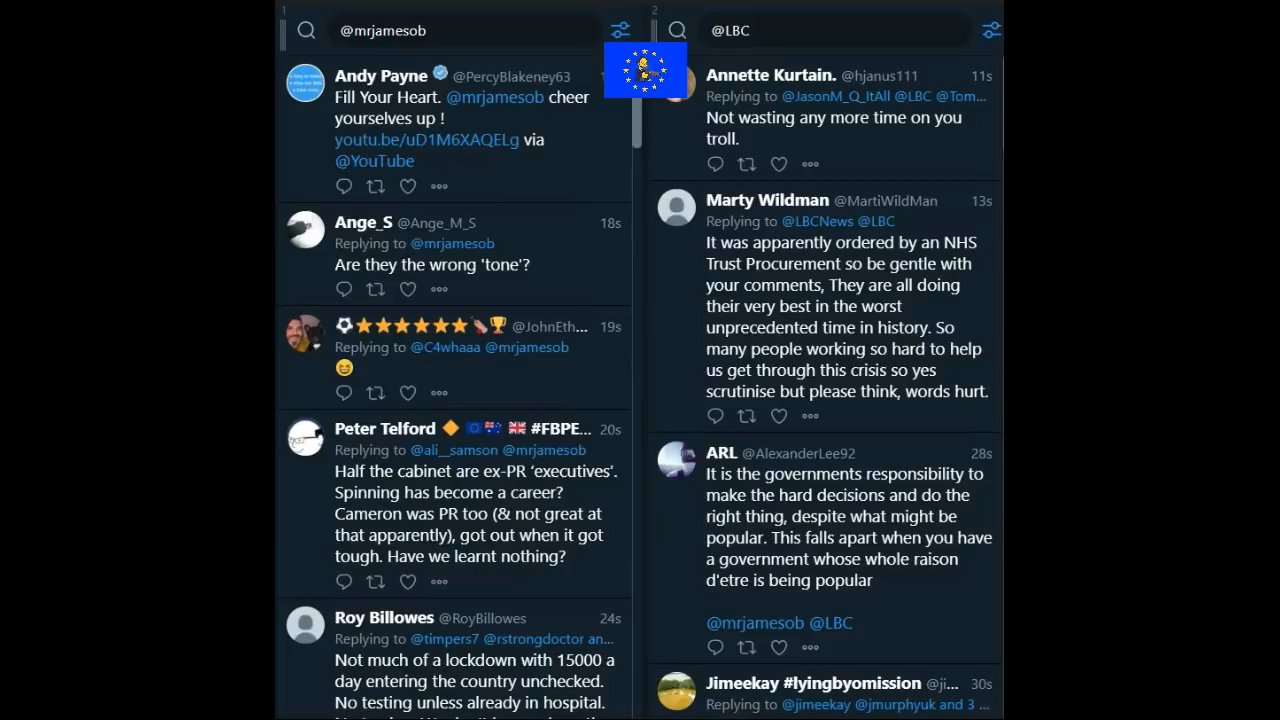 1
@mrjamesob
Andy Payne @PercyBlakeney63
Fill Your Heart. @mrjamesob cheer
yourselves up !
youtu.be/uD1M6XAQELg via
@YouTube
Ange_S @Ange_M_S 18s
Replying to @mrjamesob
Are they the wrong 'tone'?
⚽⭐⭐⭐⭐⭐⭐🍾🏆 @JohnEth... 19s
Replying to @C4whaaa @mrjamesob
😆
Peter Telford 🔶 🇪🇺 🇦🇺 🇬🇧 #FBPE... 20s
Replying to @ali__samson @mrjamesob
Half the cabinet are ex-PR ‘executives’.
Spinning has become a career?
Cameron was PR too (& not great at
that apparently), got out when it got
tough. Have we learnt nothing?
Roy Billowes @RoyBillowes 24s
Replying to @timpers7 @rstrongdoctor an...
Not much of a lockdown with 15000 a
day entering the country unchecked.
No testing unless already in hospital.
2
@LBC
Annette Kurtain. @hjanus111 11s
Replying to @JasonM_Q_ItAll @LBC @Tom...
Not wasting any more time on you
troll.
Marty Wildman @MartiWildMan 13s
Replying to @LBCNews @LBC
It was apparently ordered by an NHS
Trust Procurement so be gentle with
your comments, They are all doing
their very best in the worst
unprecedented time in history. So
many people working so hard to help
us get through this crisis so yes
scrutinise but please think, words hurt.
ARL @AlexanderLee92 28s
It is the governments responsibility to
make the hard decisions and do the
right thing, despite what might be
popular. This falls apart when you have
a government whose whole raison
d'etre is being popular
@mrjamesob @LBC
Jimeekay #lyingbyomission @ji... 30s
Replying to @jimeekay @jmurphyuk and 3 ...